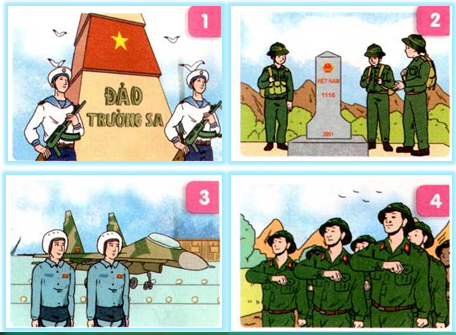 1
ĐẢO
TRƯỜNG SA
2
VIỆT NAM
1116
2001
3
4